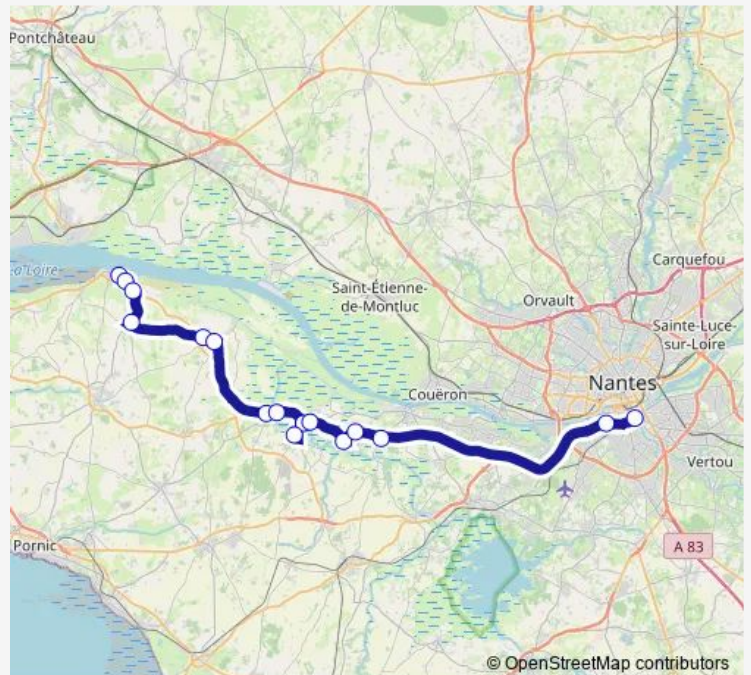 Pontchâteau
Carquefou
a Loire
Saint-Étienne-
de-Montluc
Orvault
Sainte-Luce-
sur-Loire
Nantes
Couëron
Vertou
Pornic
A 83
© OpenStreetMap contributors